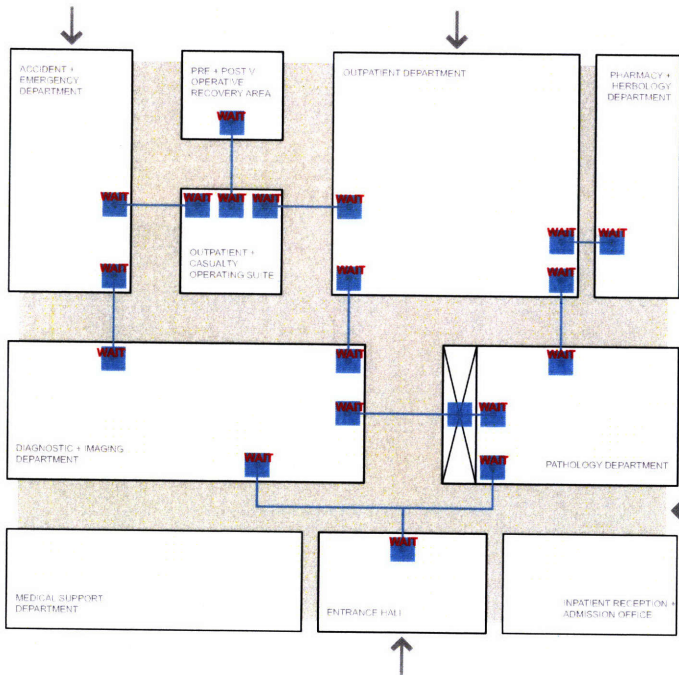 ACCIDENT +
EMERGENCY
DEPARTMENT
PRE + POST V
OPERATIVE
RECOVERY AREA
OUTPATIENT DEPARTMENT
PHARMACY +
HERBOLOGY
DEPARTMENT
WAIT
WAIT
WAIT
WAIT
WAIT
WAIT
OUTPATIENT +
CASUALTY
OPERATING SUITE
WAIT
WAIT
WAIT
WAIT
WAIT
WAIT
WAIT
WAIT
WAIT
WAIT
DIAGNOSTIC + IMAGING
DEPARTMENT
WAIT
WAIT
PATHOLOGY DEPARTMENT
WAIT
MEDICAL SUPPORT
DEPARTMENT
ENTRANCE HALL
INPATIENT RECEPTION +
ADMISSION OFFICE